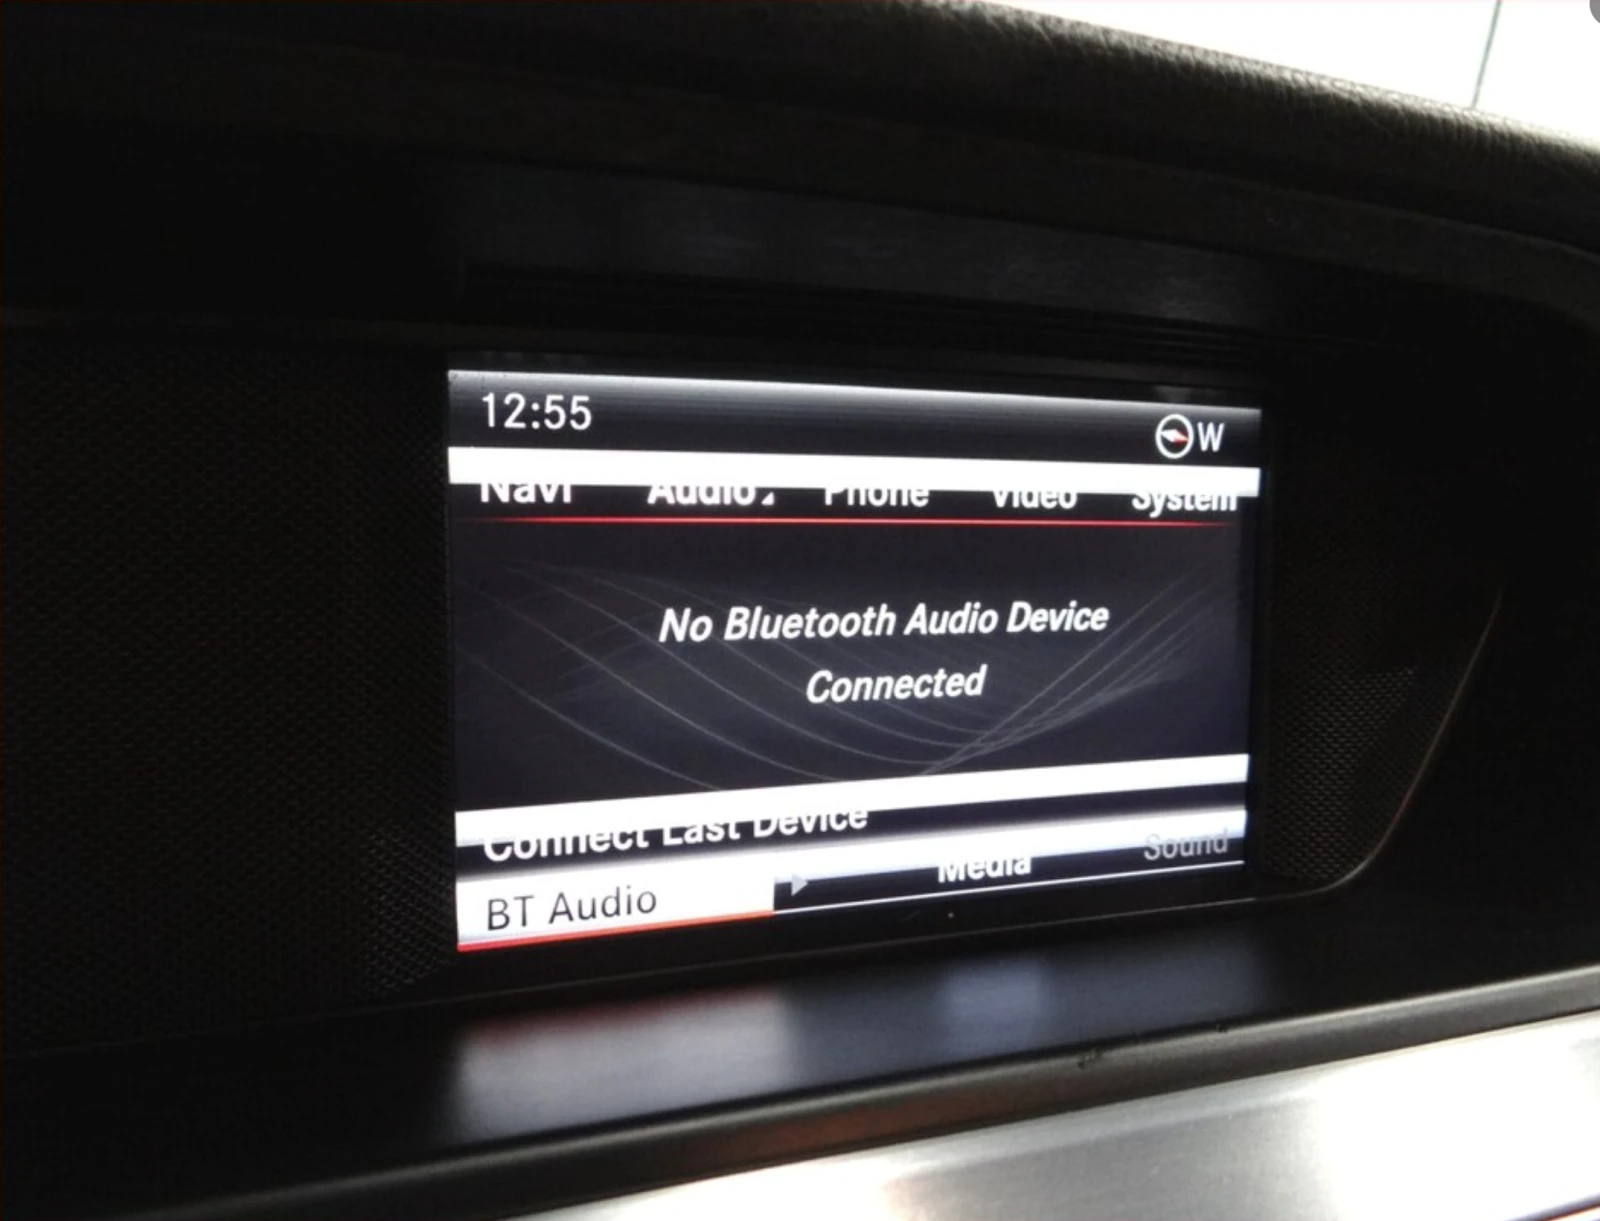 12:55
W
Navi Audio Phone Video System
No Bluetooth Audio Device
Connected
Connect Last Device
BT Audio Media Sound